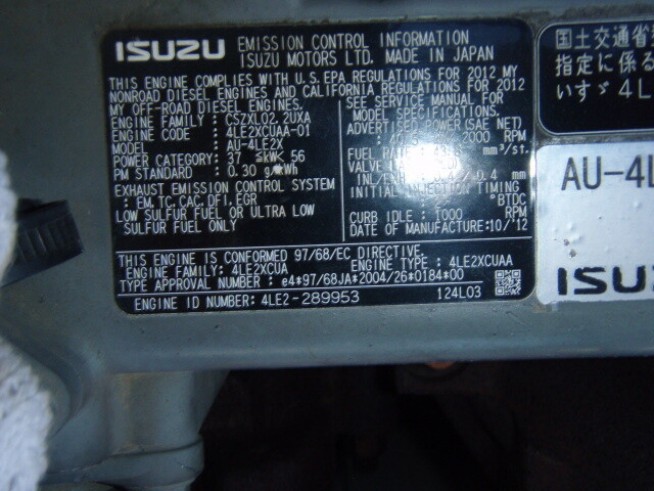 ISUZU EMISSION CONTROL INFORMATION
ISUZU MOTORS LTD. MADE IN JAPAN
THIS ENGINE COMPLIES WITH U.S.EPA REGULATIONS FOR 2012 MY
NONROAD DIESEL ENGINES AND CALIFORNIA REGULATIONS FOR 2012
MY OFF-ROAD DIESEL ENGINES.
ENGINE FAMILY : CSZXL02.2UXA
ENGINE CODE : 4LE2XCUAA-01
MODEL : AU-4LE2X
POWER CATEGORY: 37 ≤kW< 56
PM STANDARD : 0.30 g/kWh
EXHAUST EMISSION CONTROL SYSTEM
: EM,TC,CAC,DFI,EGR
LOW SULFUR FUEL OR ULTRA LOW
SULFUR FUEL ONLY
SEE SERVICE MANUAL FOR
MODEL SPECIFICATIONS.
ADVERTISED POWER(SAE NET)
2000 RPM
FUEL mm³/st.
VALVE
0.4 mm
INITIAL INJECTION TIMING
°BTDC
CURB IDLE : 1000 RPM
DATE OF MANUFACTURE:10/'12
THIS ENGINE IS CONFORMED 97/68/EC DIRECTIVE.
ENGINE FAMILY: 4LE2XCUA ENGINE TYPE : 4LE2XCUAA
TYPE APPROVAL NUMBER : e4*97/68JA*2004/26*0184*00
ENGINE ID NUMBER: 4LE2-289953 124L03
国土交通省
指定に係る
いすゞ 4L
AU-4L
ISUZ